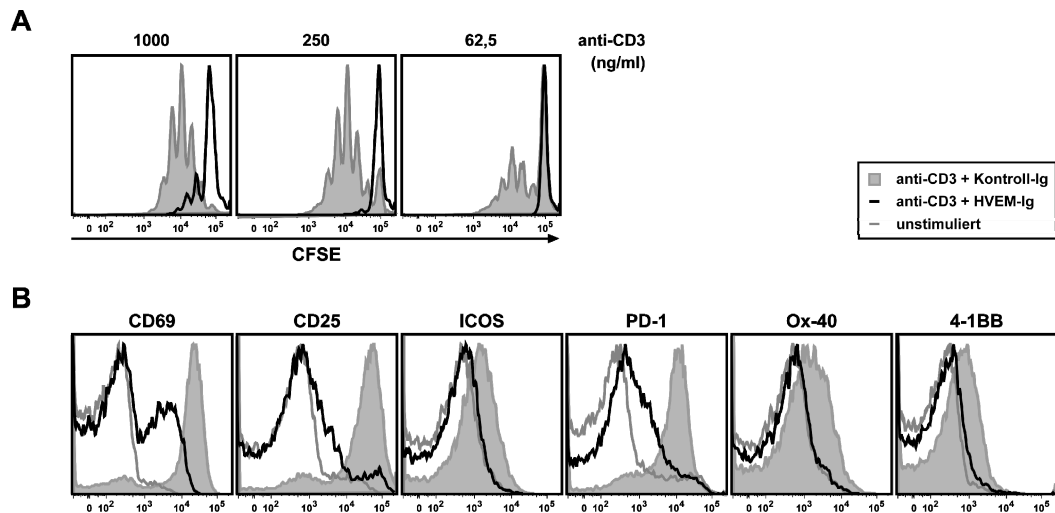 A
1000 250 62,5 anti-CD3
(ng/ml)
0 10² 10³ 10⁴ 10⁵ 0 10² 10³ 10⁴ 10⁵ 0 10² 10³ 10⁴ 10⁵
CFSE
anti-CD3 + Kontroll-Ig
anti-CD3 + HVEM-Ig
unstimuliert
B
CD69 CD25 ICOS PD-1 Ox-40 4-1BB
0 10² 10³ 10⁴ 10⁵ 0 10² 10³ 10⁴ 10⁵ 0 10² 10³ 10⁴ 10⁵ 0 10² 10³ 10⁴ 10⁵ 0 10² 10³ 10⁴ 10⁵ 0 10² 10³ 10⁴ 10⁵